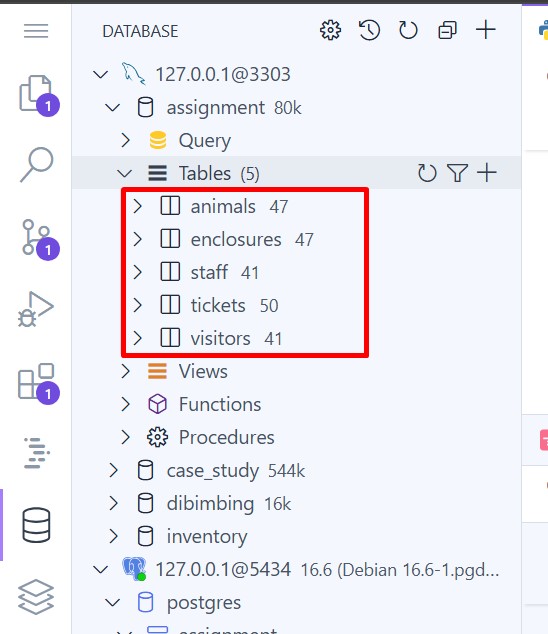 DATABASE
1
127.0.0.1@3303
assignment 80k
Query
Tables (5)
animals 47
enclosures 47
1
staff 41
tickets 50
visitors 41
Views
1
Functions
Procedures
case_study 544k
dibimbing 16k
inventory
127.0.0.1@5434 16.6 (Debian 16.6-1.pgd...
postgres
assignment